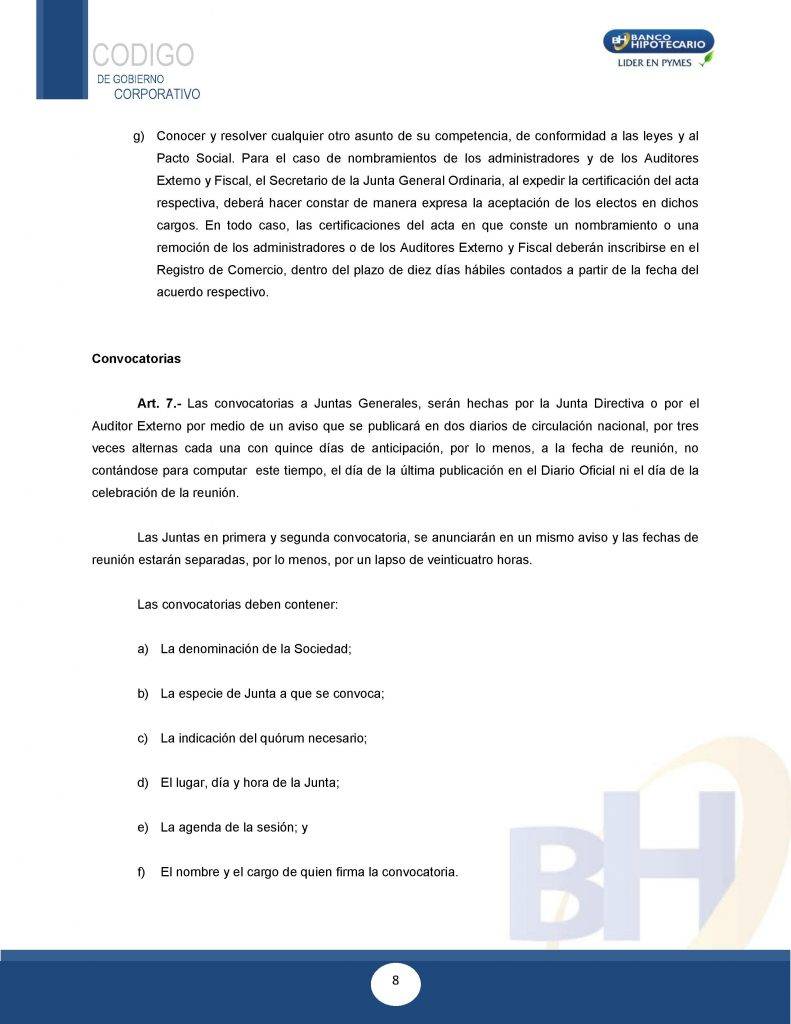 CODIGO
DE GOBIERNO
CORPORATIVO
BH BANCO
HIPOTECARIO
LIDER EN PYMES
g) Conocer y resolver cualquier otro asunto de su competencia, de conformidad a las leyes y al
Pacto Social. Para el caso de nombramientos de los administradores y de los Auditores
Externo y Fiscal, el Secretario de la Junta General Ordinaria, al expedir la certificación del acta
respectiva, deberá hacer constar de manera expresa la aceptación de los electos en dichos
cargos. En todo caso, las certificaciones del acta en que conste un nombramiento o una
remoción de los administradores o de los Auditores Externo y Fiscal deberán inscribirse en el
Registro de Comercio, dentro del plazo de diez días hábiles contados a partir de la fecha del
acuerdo respectivo.
Convocatorias
Art. 7.- Las convocatorias a Juntas Generales, serán hechas por la Junta Directiva o por el
Auditor Externo por medio de un aviso que se publicará en dos diarios de circulación nacional, por tres
veces alternas cada una con quince días de anticipación, por lo menos, a la fecha de reunión, no
contándose para computar este tiempo, el día de la última publicación en el Diario Oficial ni el día de la
celebración de la reunión.
Las Juntas en primera y segunda convocatoria, se anunciarán en un mismo aviso y las fechas de
reunión estarán separadas, por lo menos, por un lapso de veinticuatro horas.
Las convocatorias deben contener:
a) La denominación de la Sociedad;
b) La especie de Junta a que se convoca;
c) La indicación del quórum necesario;
d) El lugar, día y hora de la Junta;
e) La agenda de la sesión; y
f) El nombre y el cargo de quien firma la convocatoria.
BH
8